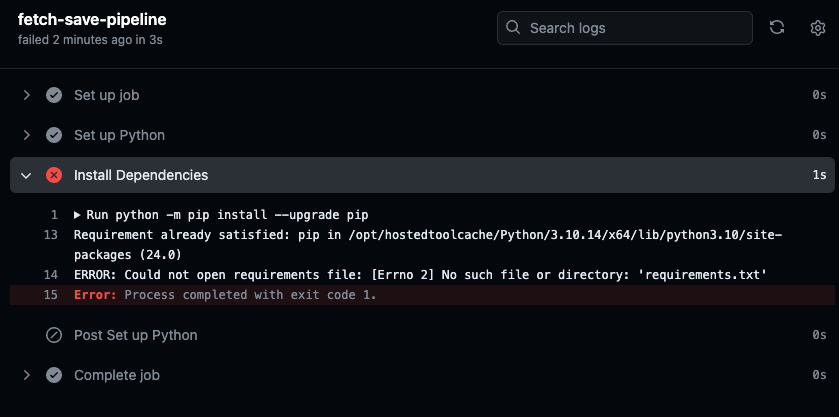 fetch-save-pipeline
failed 2 minutes ago in 3s
Search logs
Set up job 0s
Set up Python 0s
Install Dependencies 1s
1 Run python -m pip install --upgrade pip
13 Requirement already satisfied: pip in /opt/hostedtoolcache/Python/3.10.14/x64/lib/python3.10/site-
packages (24.0)
14 ERROR: Could not open requirements file: [Errno 2] No such file or directory: 'requirements.txt'
15 Error: Process completed with exit code 1.
Post Set up Python 0s
Complete job 0s